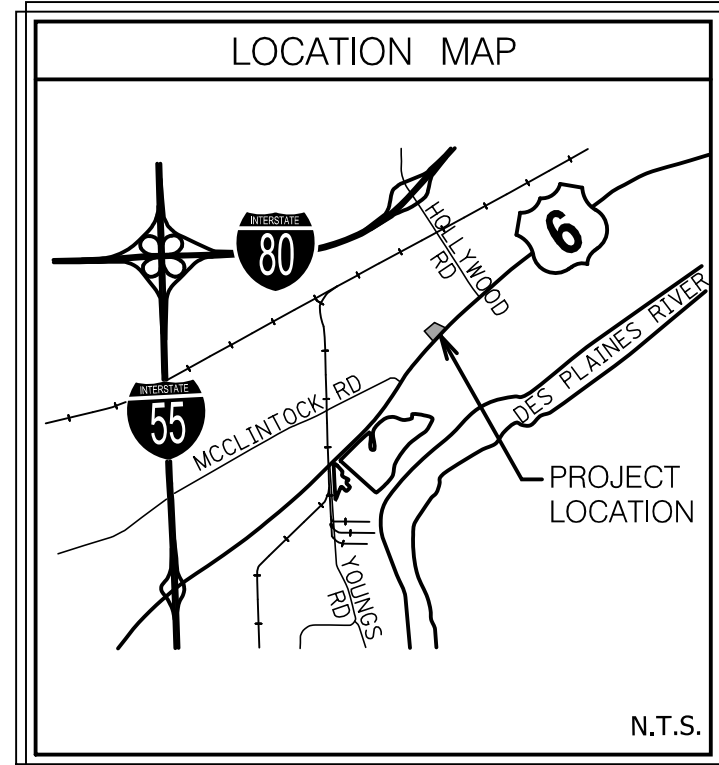 LOCATION MAP
INTERSTATE
80
HOLLYWOOD
RD
6
INTERSTATE
55
MCCLINTOCK RD
DES PLAINES RIVER
PROJECT
LOCATION
YOUNGS
RD
N.T.S.